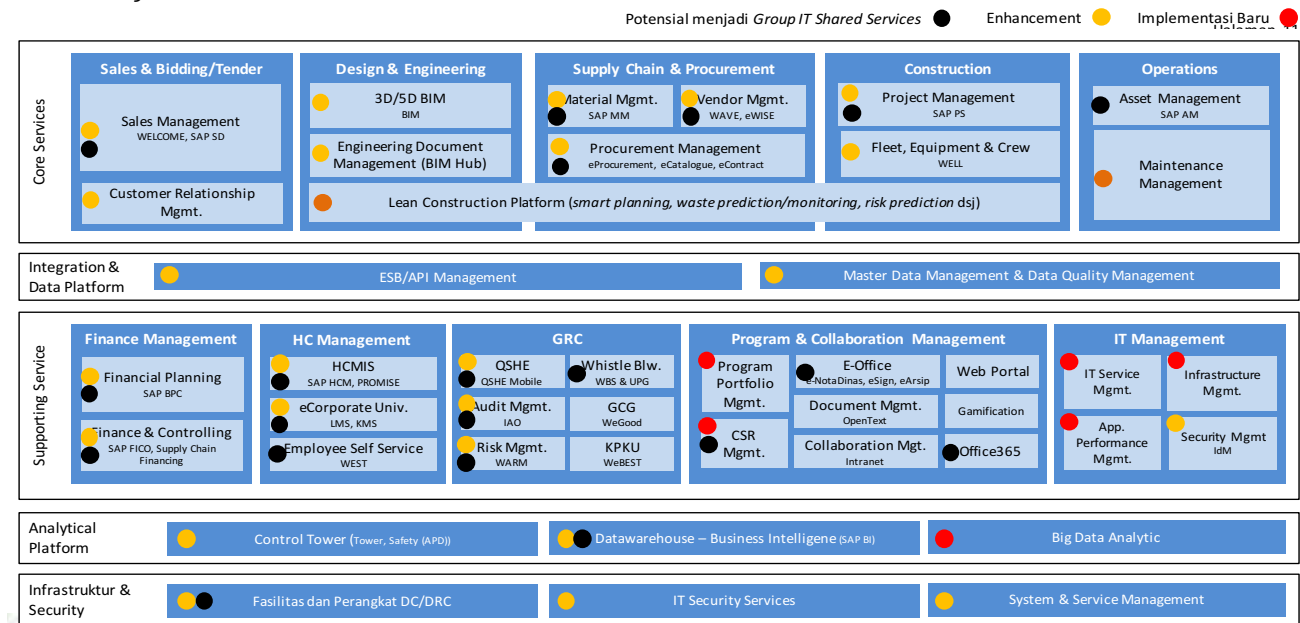 Potensial menjadi Group IT Shared Services
Enhancement
Implementasi Baru
Core Services
Sales & Bidding/Tender
Sales Management
WELCOME, SAP SD
Customer Relationship
Mgmt.
Design & Engineering
3D/5D BIM
BIM
Engineering Document
Management (BIM Hub)
Supply Chain & Procurement
Material Mgmt.
SAP MM
Vendor Mgmt.
WAVE, eWISE
Procurement Management
eProcurement, eCatalogue, eContract
Construction
Project Management
SAP PS
Fleet, Equipment & Crew
WELL
Lean Construction Platform (smart planning, waste prediction/monitoring, risk prediction dsj)
Operations
Asset Management
SAP AM
Maintenance
Management
Integration &
Data Platform
ESB/API Management
Master Data Management & Data Quality Management
Supporting Service
Finance Management
Financial Planning
SAP BPC
Finance & Controlling
SAP FICO, Supply Chain
Financing
HC Management
HCMIS
SAP HCM, PROMISE
eCorporate Univ.
LMS, KMS
Employee Self Service
WEST
GRC
QSHE
QSHE Mobile
Whistle Blw.
WBS & UPG
Audit Mgmt.
IAO
GCG
WeGood
Risk Mgmt.
WARM
KPKU
WeBEST
Program & Collaboration Management
Program
Portfolio
Mgmt.
CSR
Mgmt.
E-Office
e-NotaDinas, eSign, eArsip
Document Mgmt.
OpenText
Collaboration Mgt.
Intranet
Web Portal
Gamification
Office365
IT Management
IT Service
Mgmt.
Infrastructure
Mgmt.
App.
Performance
Mgmt.
Security Mgmt
IdM
Analytical
Platform
Control Tower (Tower, Safety (APD))
Datawarehouse – Business Intelligene (SAP BI)
Big Data Analytic
Infrastruktur &
Security
Fasilitas dan Perangkat DC/DRC
IT Security Services
System & Service Management